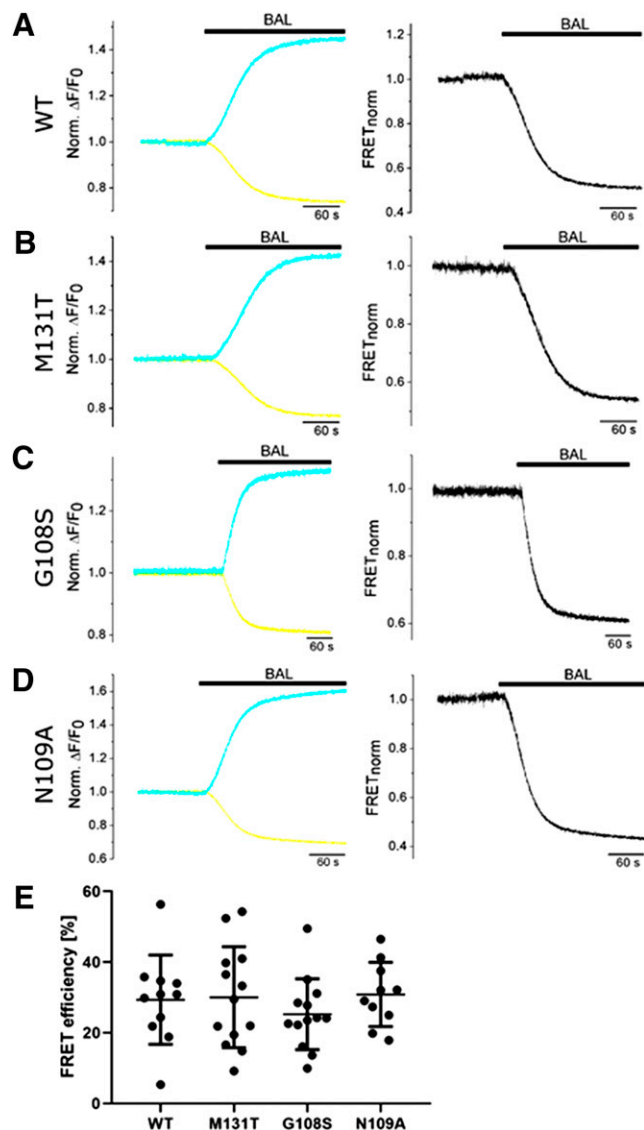 A
BAL
BAL
WT
Norm. ΔF/F0
1.4
1.2
1.0
0.8
60 s
FRETnorm
1.2
1.0
0.8
0.6
0.4
60 s
B
BAL
BAL
M131T
Norm. ΔF/F0
1.4
1.2
1.0
0.8
60 s
FRETnorm
1.0
0.8
0.6
60 s
C
BAL
BAL
G108S
Norm. ΔF/F0
1.2
1.0
0.8
60 s
FRETnorm
1.0
0.8
0.6
60 s
D
BAL
BAL
N109A
Norm. ΔF/F0
1.6
1.4
1.2
1.0
0.8
0.6
60 s
FRETnorm
1.0
0.8
0.6
0.4
60 s
E
FRET efficiency [%]
60
40
20
0
WT M131T G108S N109A